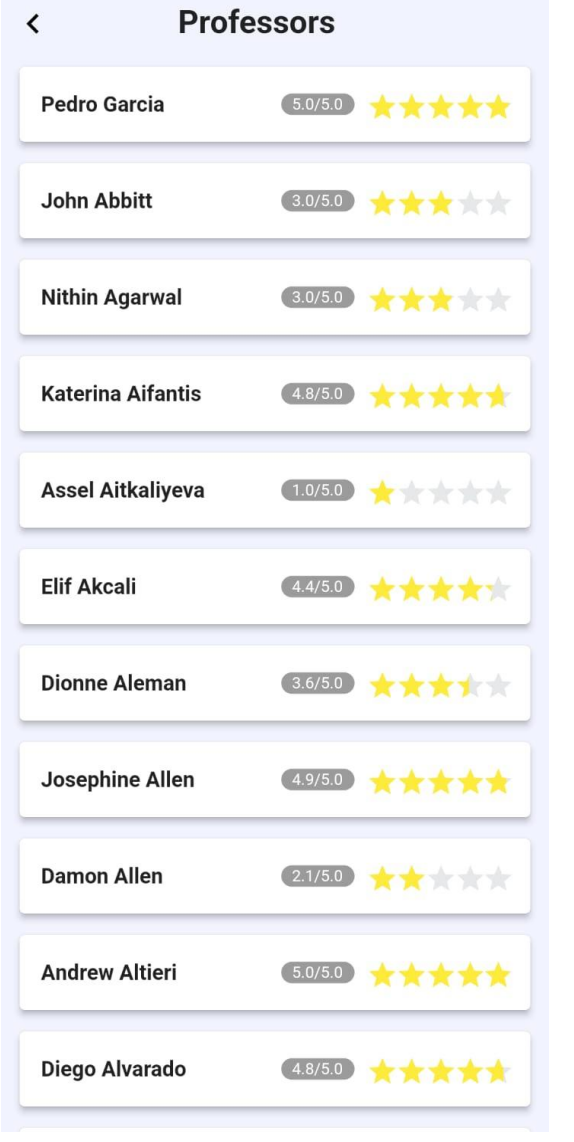 Professors
Pedro Garcia 5.0/5.0
John Abbitt 3.0/5.0
Nithin Agarwal 3.0/5.0
Katerina Aifantis 4.8/5.0
Assel Aitkaliyeva 1.0/5.0
Elif Akcali 4.4/5.0
Dionne Aleman 3.6/5.0
Josephine Allen 4.9/5.0
Damon Allen 2.1/5.0
Andrew Altieri 5.0/5.0
Diego Alvarado 4.8/5.0